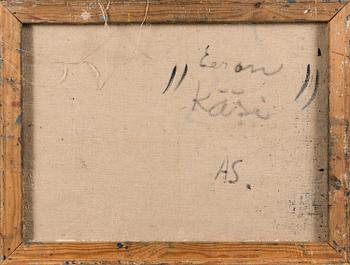 "Eeron
Käsi"
AS.